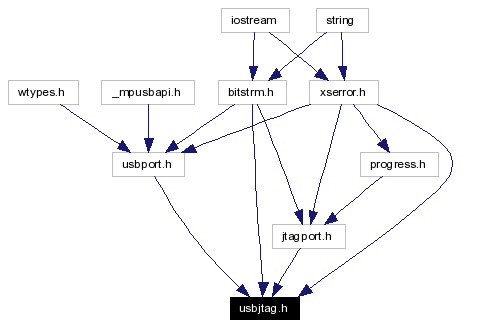 iostream
string
wtypes.h
_mpusbapi.h
bitstrm.h
xserror.h
usbport.h
progress.h
jtagport.h
usbjtag.h